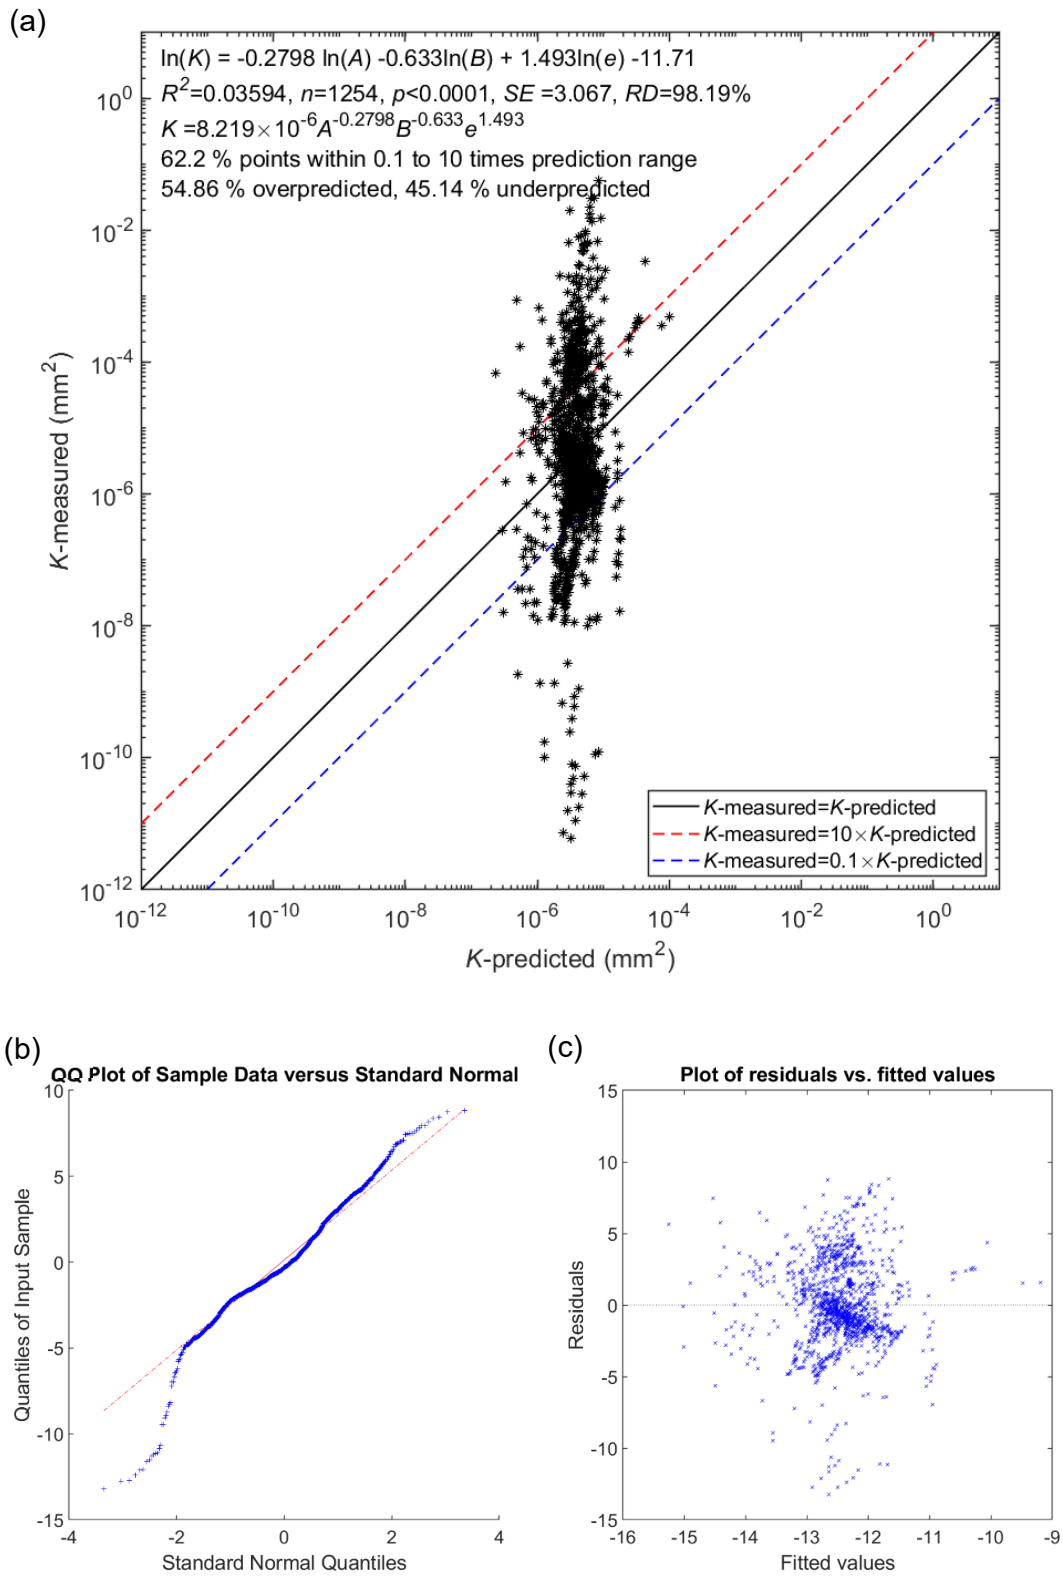 (a)
ln(K) = -0.2798 ln(A) -0.633ln(B) + 1.493ln(e) -11.71
R²=0.03594, n=1254, p<0.0001, SE =3.067, RD=98.19%
K =8.219×10⁻⁶A⁻⁰·²⁷⁹⁸B⁻⁰·⁶³³e¹·⁴⁹³
62.2 % points within 0.1 to 10 times prediction range
54.86 % overpredicted, 45.14 % underpredicted
10⁰
10⁻²
10⁻⁴
10⁻⁶
10⁻⁸
10⁻¹⁰
10⁻¹²
K-measured (mm²)
K-measured=K-predicted
K-measured=10×K-predicted
K-measured=0.1×K-predicted
10⁻¹² 10⁻¹⁰ 10⁻⁸ 10⁻⁶ 10⁻⁴ 10⁻² 10⁰
K-predicted (mm²)
(b)
QQ Plot of Sample Data versus Standard Normal
10
5
0
-5
-10
-15
Quantiles of Input Sample
-4 -2 0 2 4
Standard Normal Quantiles
(c)
Plot of residuals vs. fitted values
15
10
5
0
-5
-10
-15
Residuals
-16 -15 -14 -13 -12 -11 -10 -9
Fitted values